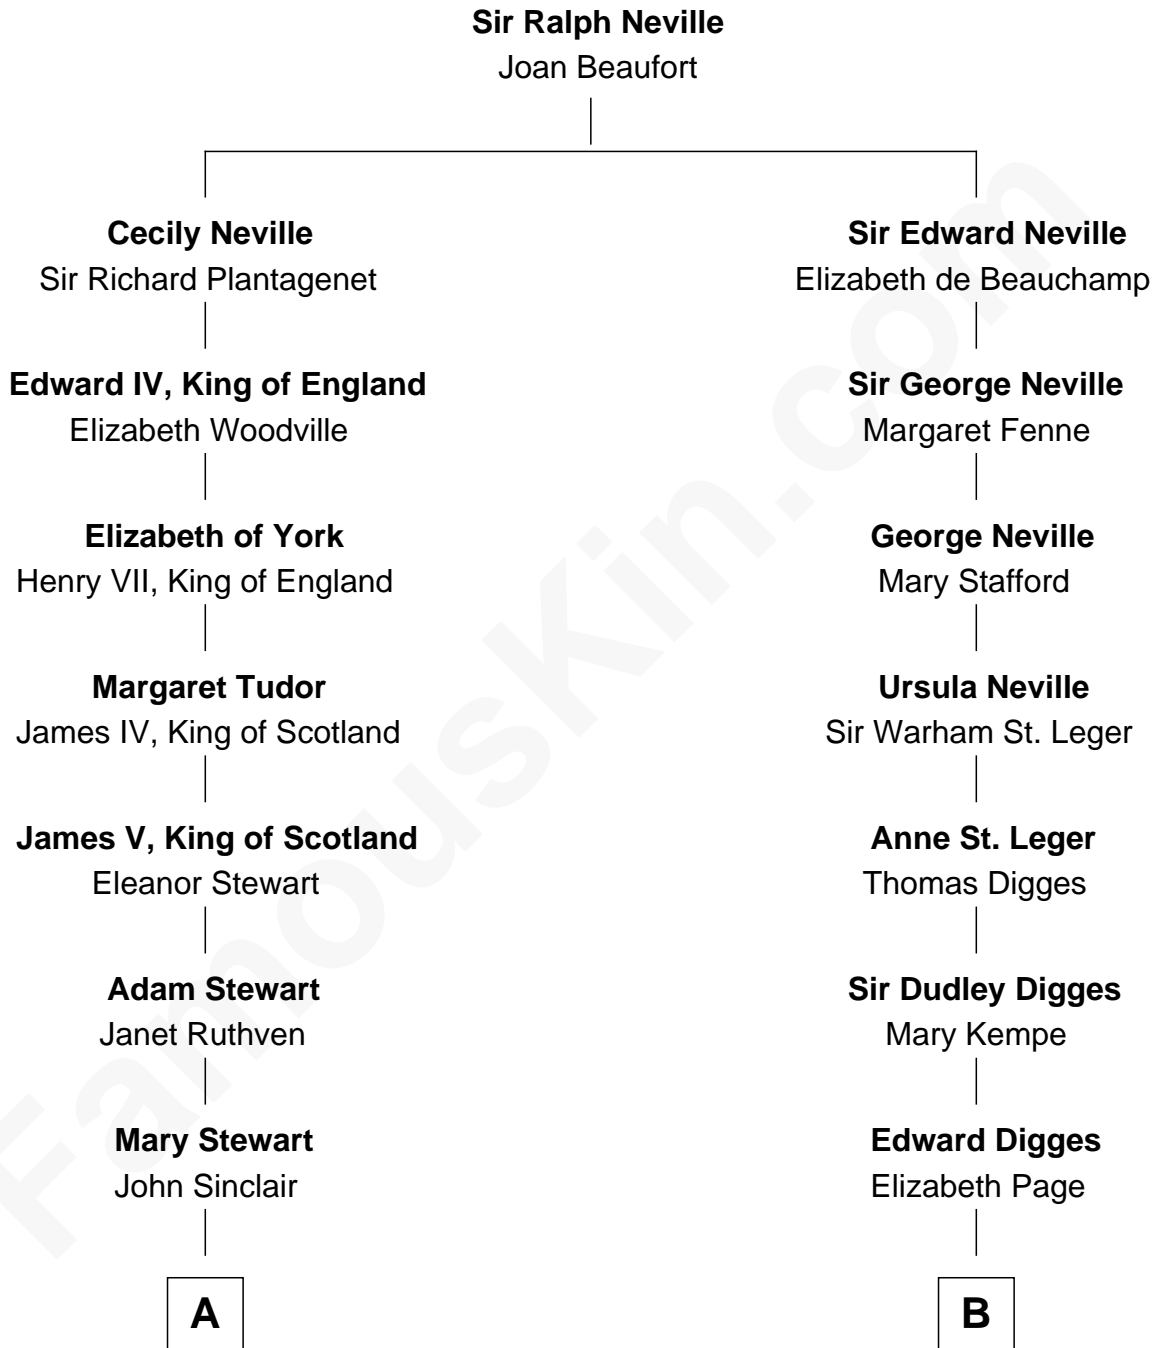 Sir Ralph Neville
Joan Beaufort
Cecily Neville
Sir Richard Plantagenet
Sir Edward Neville
Elizabeth de Beauchamp
Edward IV, King of England
Elizabeth Woodville
Sir George Neville
Margaret Fenne
Elizabeth of York
Henry VII, King of England
George Neville
Mary Stafford
Margaret Tudor
James IV, King of Scotland
Ursula Neville
Sir Warham St. Leger
James V, King of Scotland
Eleanor Stewart
Anne St. Leger
Thomas Digges
Adam Stewart
Janet Ruthven
Sir Dudley Digges
Mary Kempe
Mary Stewart
John Sinclair
Edward Digges
Elizabeth Page
A
B
FamousKin.com